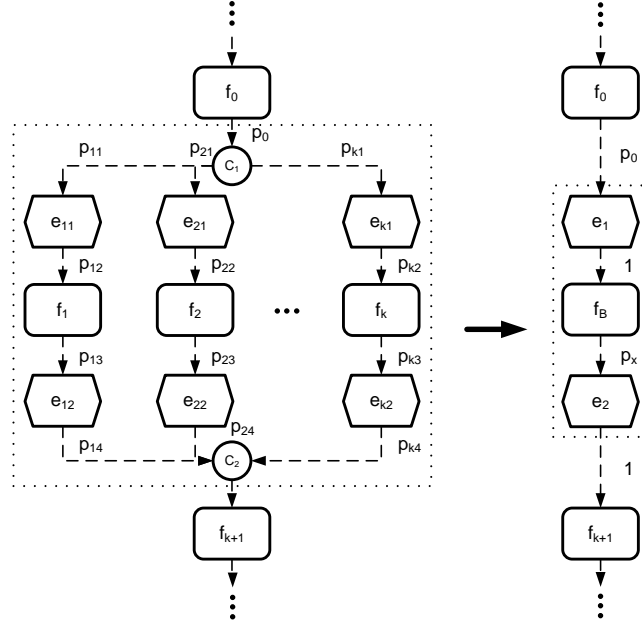 f0 f0
p0
p11 p21 C1 pk1 p0
e11 e21 ek1 e1
p12 p22 pk2 1
f1 f2 ... fk fB
p13 p23 pk3 px
e12 e22 ek2 e2
p24
p14 C2 pk4 1
fk+1 fk+1